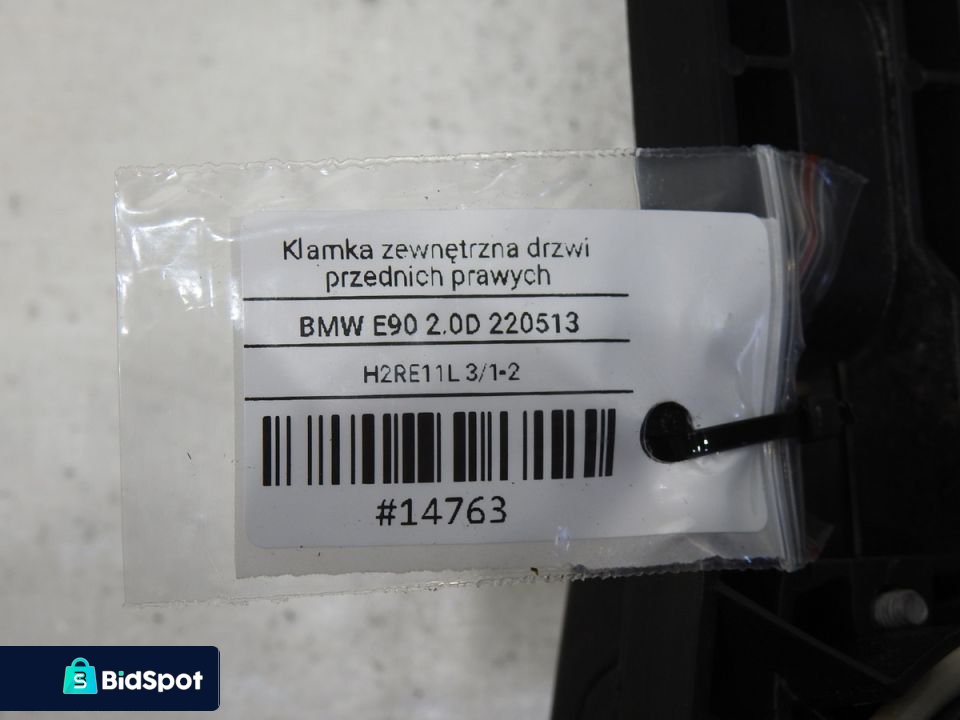 Klamka zewnętrzna drzwi
przednich prawych
BMW E90 2.0D 220513
H2RE11L 3/1-2
#14763
BidSpot